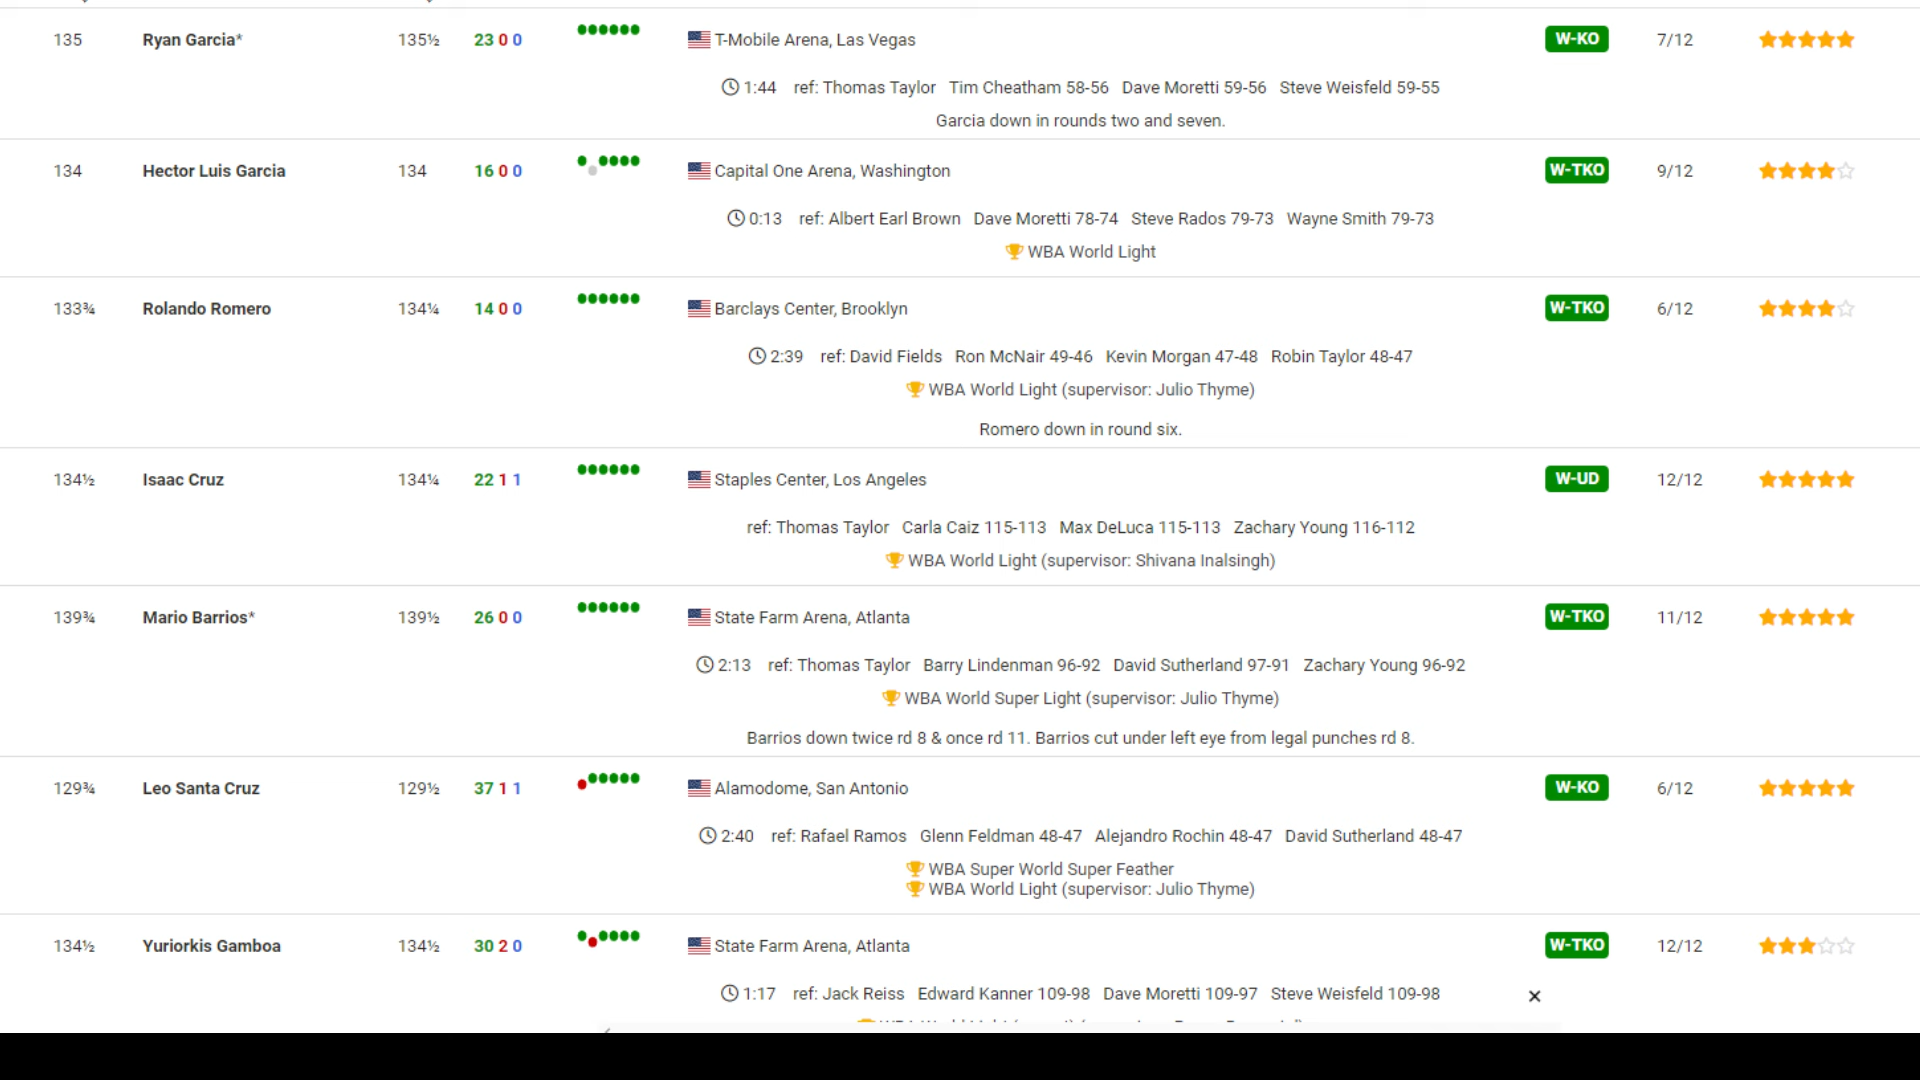 135 Ryan Garcia* 135½ 23 0 0 T-Mobile Arena, Las Vegas W-KO 7/12
1:44 ref: Thomas Taylor Tim Cheatham 58-56 Dave Moretti 59-56 Steve Weisfeld 59-55
Garcia down in rounds two and seven.
134 Hector Luis Garcia 134 16 0 0 Capital One Arena, Washington W-TKO 9/12
0:13 ref: Albert Earl Brown Dave Moretti 78-74 Steve Rados 79-73 Wayne Smith 79-73
WBA World Light
133¾ Rolando Romero 134¼ 14 0 0 Barclays Center, Brooklyn W-TKO 6/12
2:39 ref: David Fields Ron McNair 49-46 Kevin Morgan 47-48 Robin Taylor 48-47
WBA World Light (supervisor: Julio Thyme)
Romero down in round six.
134½ Isaac Cruz 134¼ 22 1 1 Staples Center, Los Angeles W-UD 12/12
ref: Thomas Taylor Carla Caiz 115-113 Max DeLuca 115-113 Zachary Young 116-112
WBA World Light (supervisor: Shivana Inalsingh)
139¾ Mario Barrios* 139½ 26 0 0 State Farm Arena, Atlanta W-TKO 11/12
2:13 ref: Thomas Taylor Barry Lindenman 96-92 David Sutherland 97-91 Zachary Young 96-92
WBA World Super Light (supervisor: Julio Thyme)
Barrios down twice rd 8 & once rd 11. Barrios cut under left eye from legal punches rd 8.
129¾ Leo Santa Cruz 129½ 37 1 1 Alamodome, San Antonio W-KO 6/12
2:40 ref: Rafael Ramos Glenn Feldman 48-47 Alejandro Rochin 48-47 David Sutherland 48-47
WBA Super World Super Feather
WBA World Light (supervisor: Julio Thyme)
134½ Yuriorkis Gamboa 134½ 30 2 0 State Farm Arena, Atlanta W-TKO 12/12
1:17 ref: Jack Reiss Edward Kanner 109-98 Dave Moretti 109-97 Steve Weisfeld 109-98